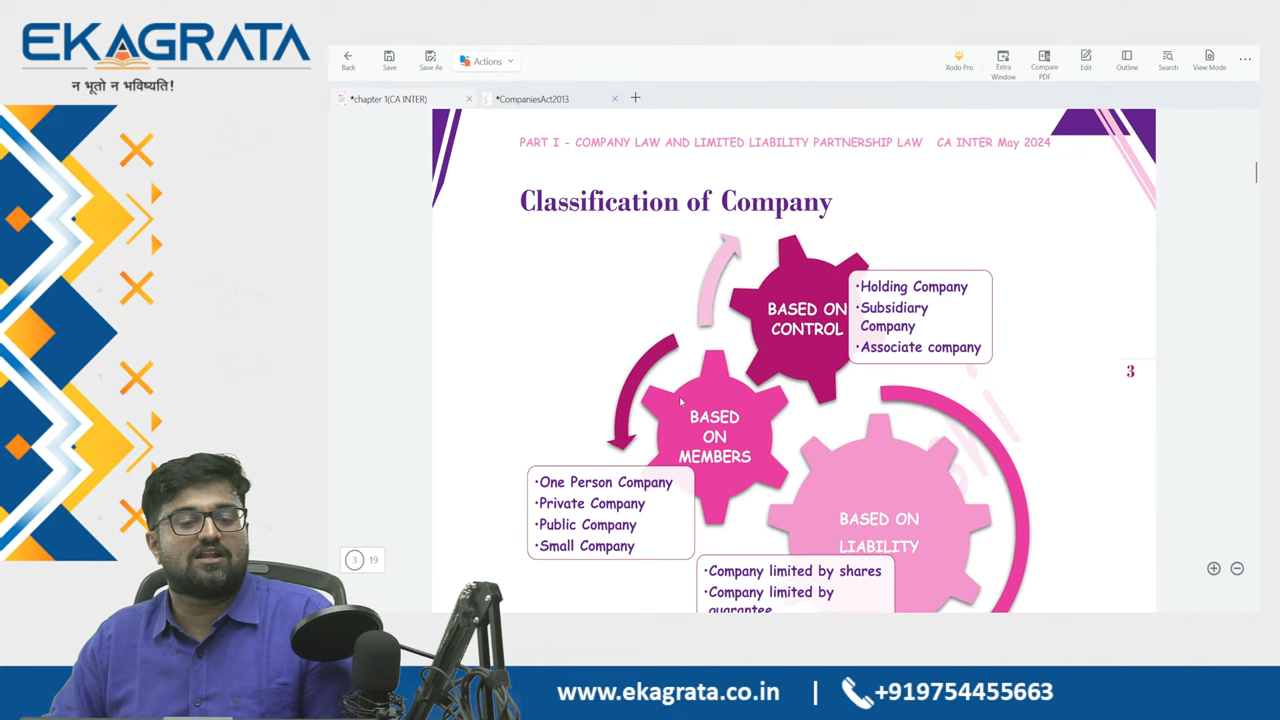 EKAGRATA
न भूतो न भविष्यति!
Back
Save
Save As
Actions
Xodo Pro
Extra Window
Compare PDF
Edit
Outline
Search
View Mode
*chapter 1(CA INTER)
*CompaniesAct2013
PART I - COMPANY LAW AND LIMITED LIABILITY PARTNERSHIP LAW CA INTER May 2024
Classification of Company
BASED ON
CONTROL
•Holding Company
•Subsidiary
Company
•Associate company
3
BASED
ON
MEMBERS
•One Person Company
•Private Company
•Public Company
•Small Company
BASED ON
LIABILITY
•Company limited by shares
•Company limited by
guarantee
3 19
www.ekagrata.co.in | +919754455663